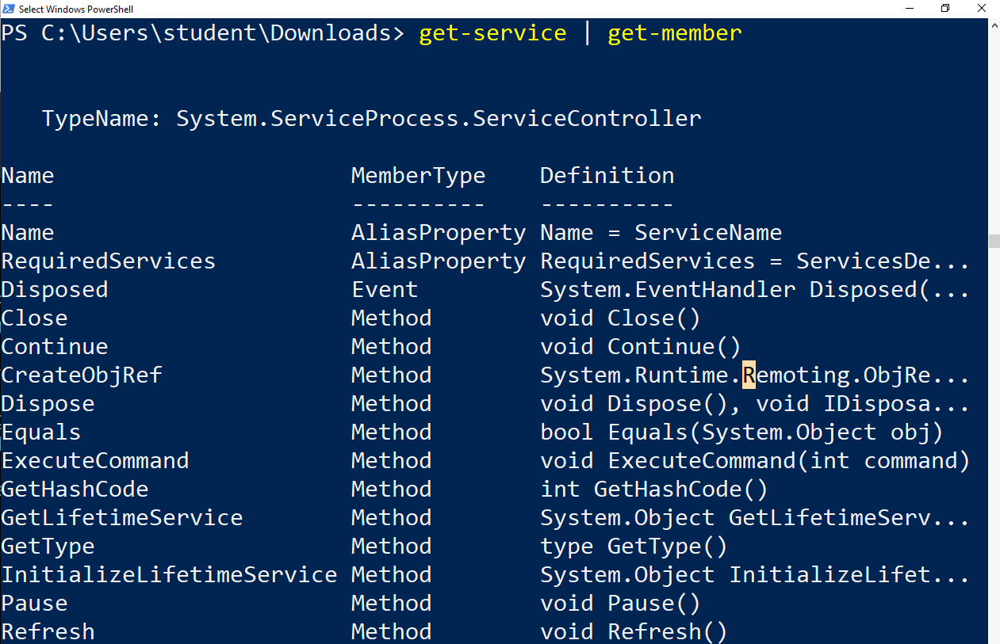 Select Windows PowerShell
PS C:\Users\student\Downloads> get-service | get-member
TypeName: System.ServiceProcess.ServiceController
Name MemberType Definition
---- ---------- ----------
Name AliasProperty Name = ServiceName
RequiredServices AliasProperty RequiredServices = ServicesDe...
Disposed Event System.EventHandler Disposed(...
Close Method void Close()
Continue Method void Continue()
CreateObjRef Method System.Runtime.Remoting.ObjRe...
Dispose Method void Dispose(), void IDisposa...
Equals Method bool Equals(System.Object obj)
ExecuteCommand Method void ExecuteCommand(int command)
GetHashCode Method int GetHashCode()
GetLifetimeService Method System.Object GetLifetimeServ...
GetType Method type GetType()
InitializeLifetimeService Method System.Object InitializeLifet...
Pause Method void Pause()
Refresh Method void Refresh()